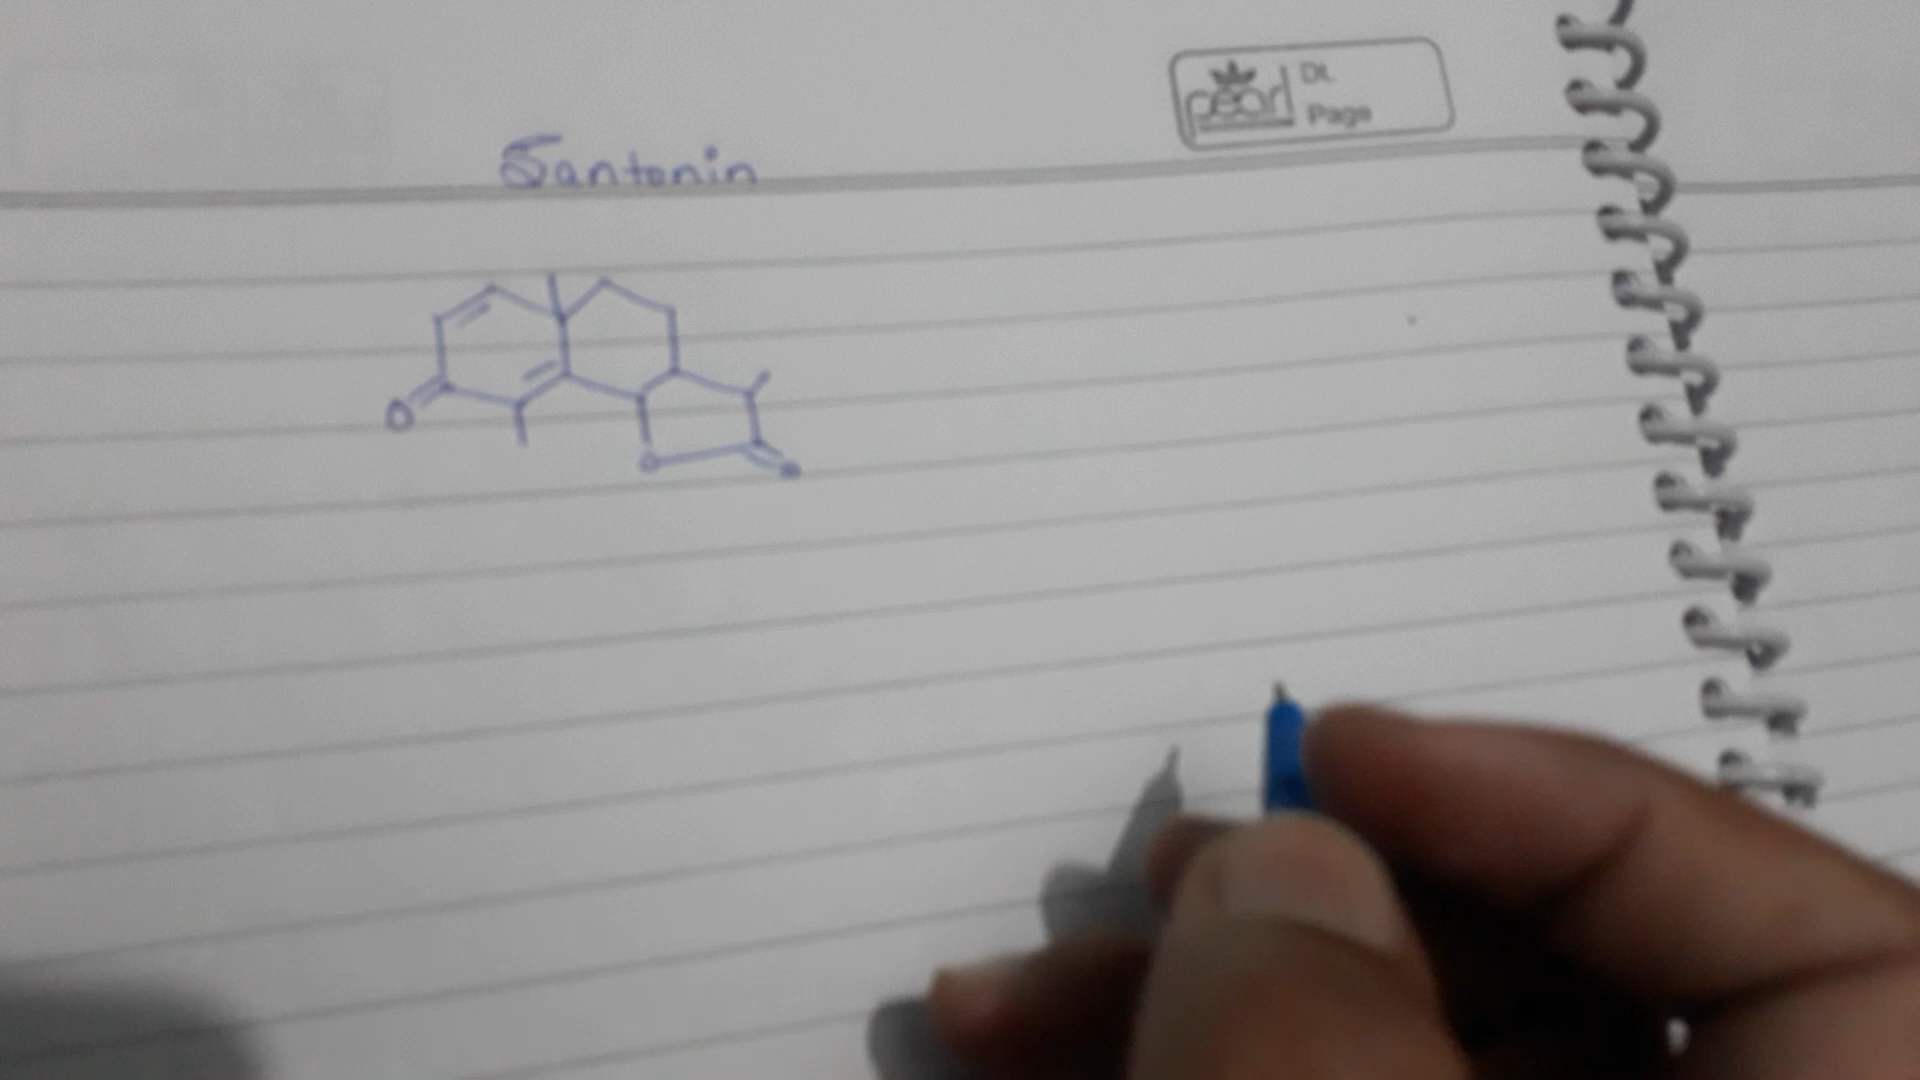 Santonin
pearl
Dt.
Page
O
O
O